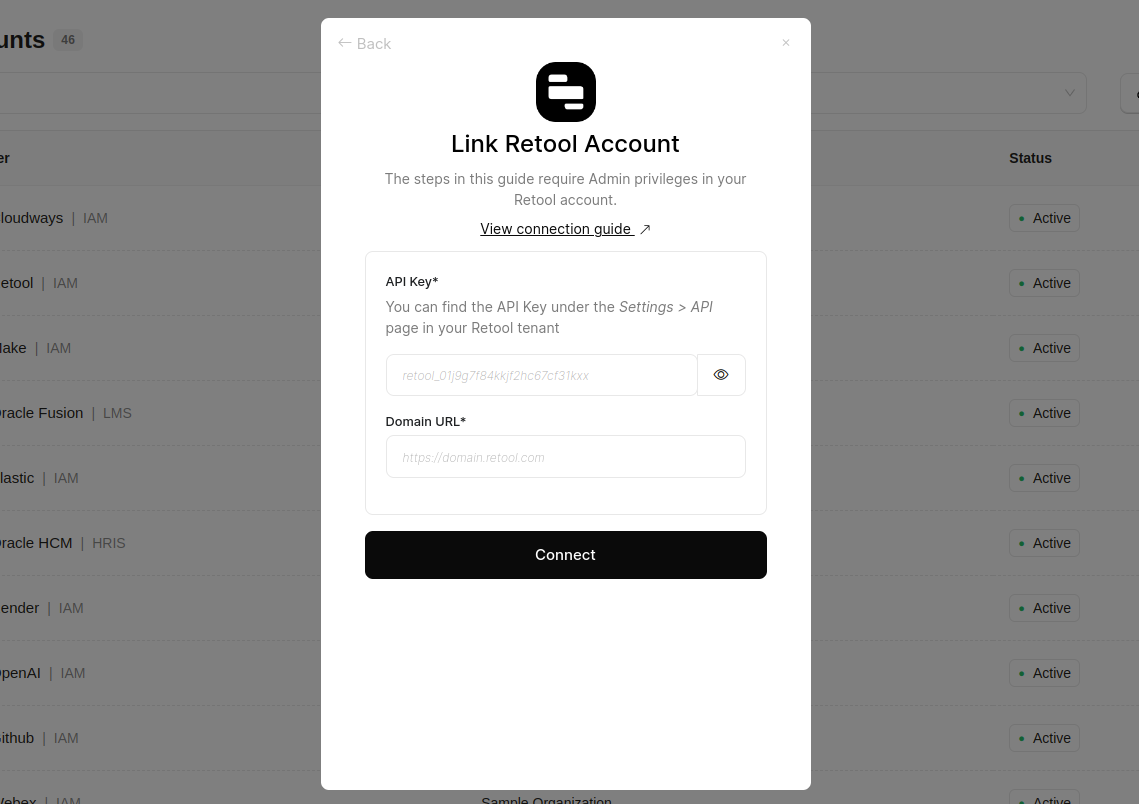 ← Back
×
Link Retool Account
The steps in this guide require Admin privileges in your
Retool account.
View connection guide ↗
API Key*
You can find the API Key under the Settings > API
page in your Retool tenant
retool_01j9g7f84kkjf2hc67cf31kxx
Domain URL*
https://domain.retool.com
Connect
unts 46
er
Status
loudways | IAM
Active
etool | IAM
Active
ake | IAM
Active
racle Fusion | LMS
Active
lastic | IAM
Active
racle HCM | HRIS
Active
ender | IAM
Active
penAI | IAM
Active
ithub | IAM
Active
Webex | IAM
Sample Organization
Active